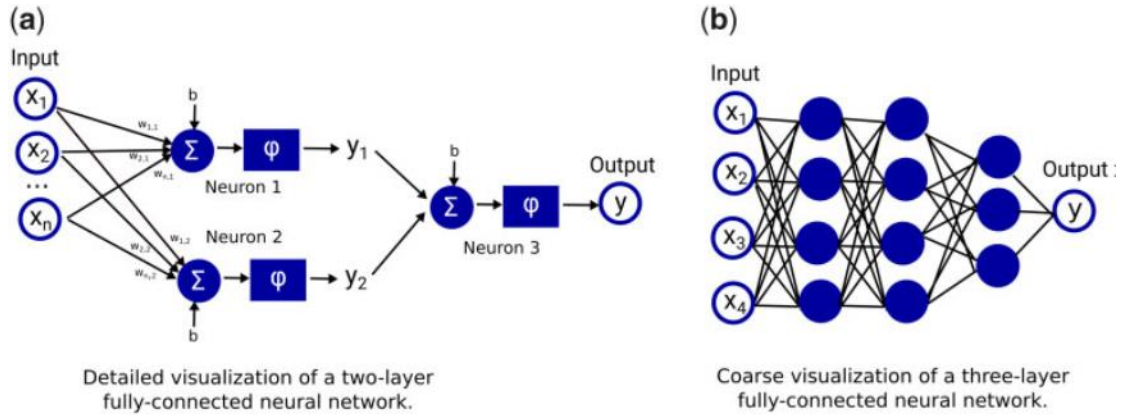 (a)
Input
x1
x2
...
xn
b
w1,1
w2,1
wn,1
Σ
φ
y1
Neuron 1
Neuron 2
w1,2
w2,2
wn,2
Σ
φ
y2
b
b
Σ
φ
Neuron 3
Output
y
Detailed visualization of a two-layer
fully-connected neural network.
(b)
Input
x1
x2
x3
x4
Output :
y
Coarse visualization of a three-layer
fully-connected neural network.